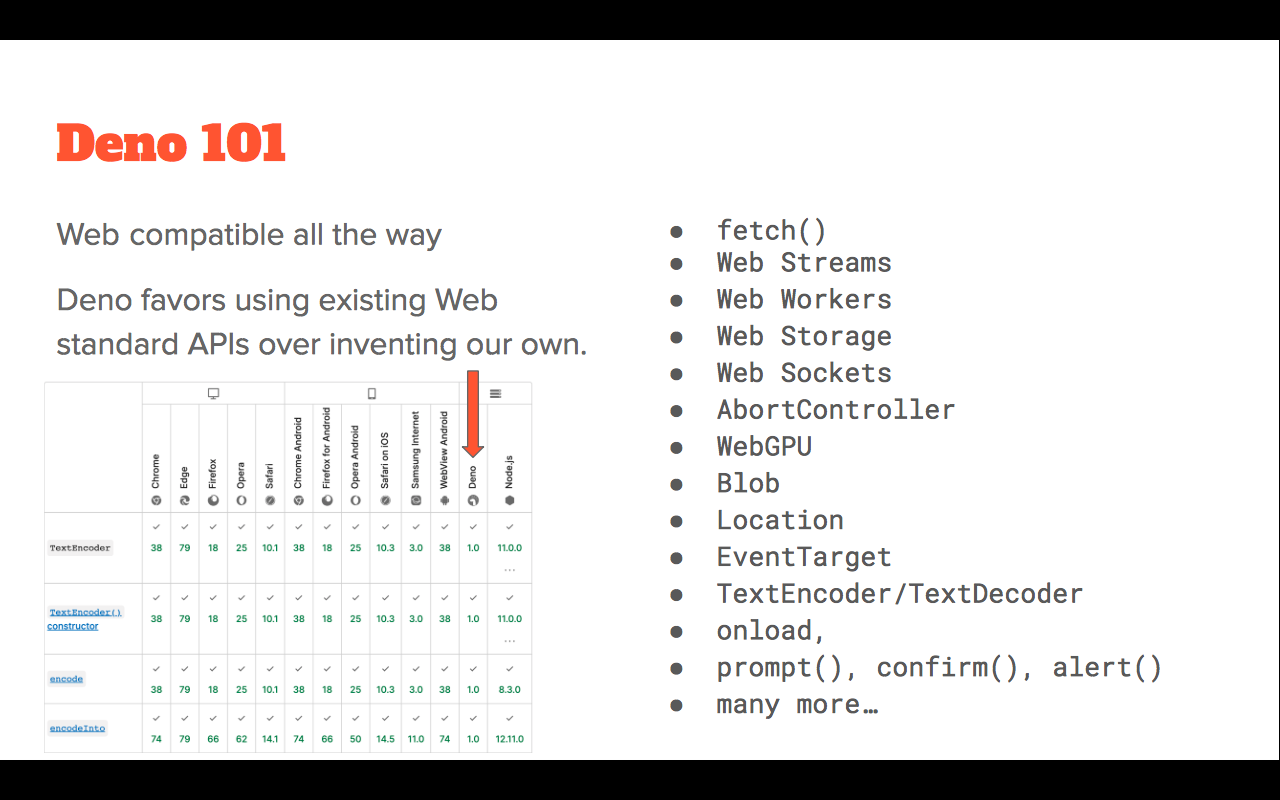 Deno 101
Web compatible all the way
Deno favors using existing Web
standard APIs over inventing our own.
Chrome Edge Firefox Opera Safari Chrome Android Firefox for Android Opera Android Safari on iOS Samsung Internet WebView Android Deno Node.js
TextEncoder 38 79 18 25 10.1 38 18 25 10.3 3.0 38 1.0 11.0.0
...
TextEncoder()
constructor 38 79 18 25 10.1 38 18 25 10.3 3.0 38 1.0 11.0.0
...
encode 38 79 18 25 10.1 38 18 25 10.3 3.0 38 1.0 8.3.0
encodeInto 74 79 66 62 14.1 74 66 50 14.5 11.0 74 1.0 12.11.0
● fetch()
● Web Streams
● Web Workers
● Web Storage
● Web Sockets
● AbortController
● WebGPU
● Blob
● Location
● EventTarget
● TextEncoder/TextDecoder
● onload,
● prompt(), confirm(), alert()
● many more…